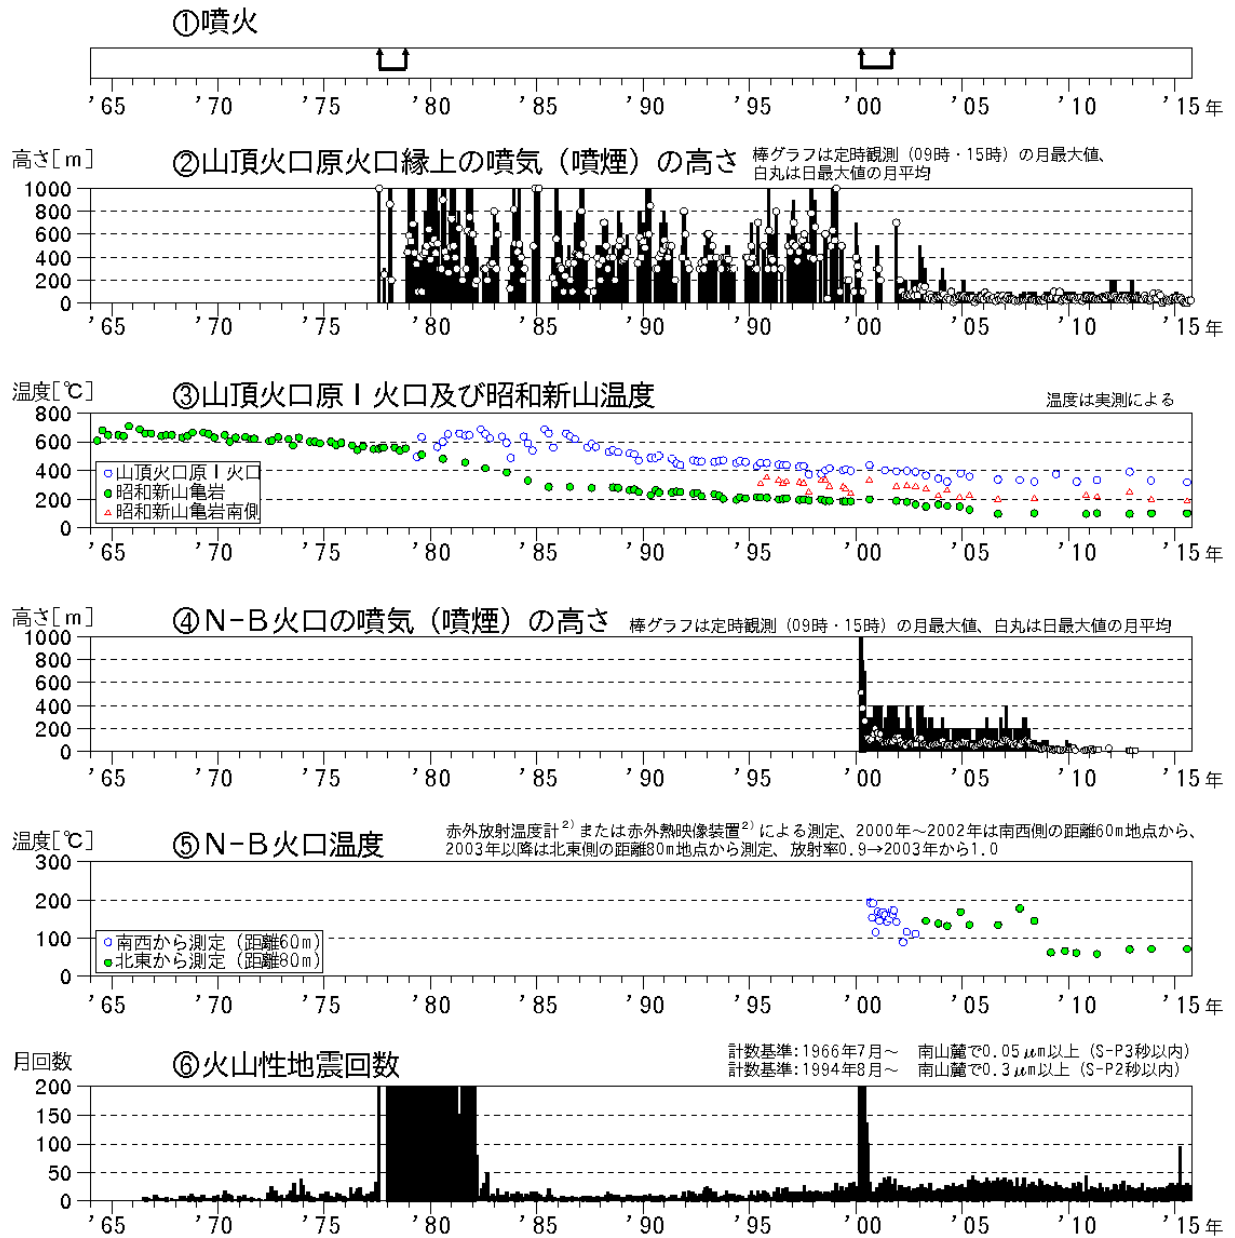 ①噴火
'65 '70 '75 '80 '85 '90 '95 '00 '05 '10 '15年
高さ[m]
②山頂火口原火口縁上の噴気（噴煙）の高さ
棒グラフは定時観測（09時・15時）の月最大値、
白丸は日最大値の月平均
1000
800
600
400
200
0
'65 '70 '75 '80 '85 '90 '95 '00 '05 '10 '15年
温度[℃]
③山頂火口原Ⅰ火口及び昭和新山温度
温度は実測による
800
600
400
200
0
山頂火口原Ⅰ火口
昭和新山亀岩
昭和新山亀岩南側
'65 '70 '75 '80 '85 '90 '95 '00 '05 '10 '15年
高さ[m]
④N-B火口の噴気（噴煙）の高さ
棒グラフは定時観測（09時・15時）の月最大値、白丸は日最大値の月平均
1000
800
600
400
200
0
'65 '70 '75 '80 '85 '90 '95 '00 '05 '10 '15年
温度[℃]
⑤N-B火口温度
赤外放射温度計2)または赤外熱映像装置2)による測定、2000年～2002年は南西側の距離60m地点から、
2003年以降は北東側の距離80m地点から測定、放射率0.9→2003年から1.0
300
200
100
0
南西から測定（距離60m）
北東から測定（距離80m）
'65 '70 '75 '80 '85 '90 '95 '00 '05 '10 '15年
月回数
⑥火山性地震回数
計数基準:1966年7月～ 南山麓で0.05μm以上（S-P3秒以内）
計数基準:1994年8月～ 南山麓で0.3μm以上（S-P2秒以内）
200
150
100
50
0
'65 '70 '75 '80 '85 '90 '95 '00 '05 '10 '15年